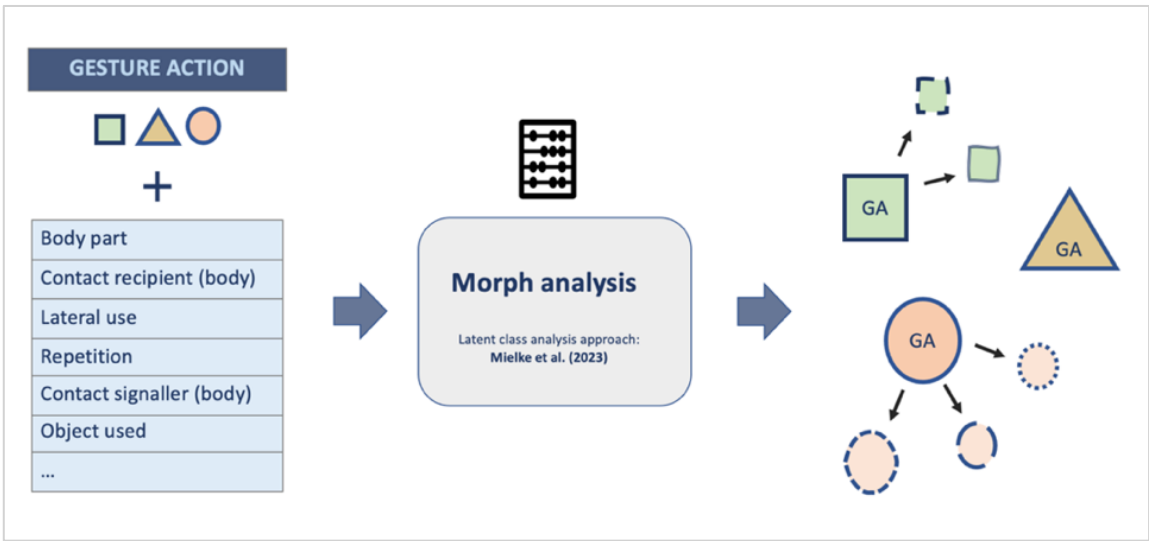 GESTURE ACTION
+
Body part
Contact recipient (body)
Lateral use
Repetition
Contact signaller (body)
Object used
...
Morph analysis
Latent class analysis approach:
Mielke et al. (2023)
GA
GA
GA